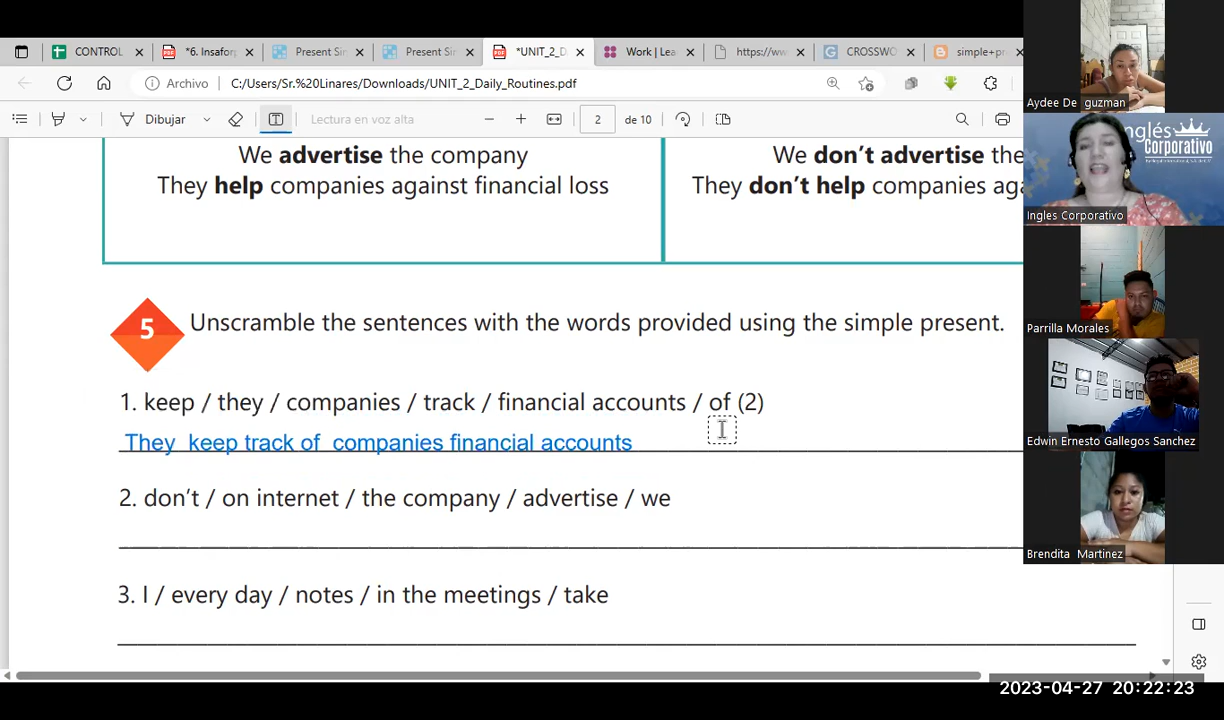 CONTROL
*6. Insafor
Present Sin
Present Sin
*UNIT_2_D
Work | Lea
https://ww
CROSSWO
simple+pr
Archivo C:/Users/Sr.%20Linares/Downloads/UNIT_2_Daily_Routines.pdf
Dibujar
Lectura en voz alta
2
de 10
We advertise the company
They help companies against financial loss
We don't advertise the
They don't help companies aga
5
Unscramble the sentences with the words provided using the simple present.
1. keep / they / companies / track / financial accounts / of (2)
They keep track of companies financial accounts
2. don't / on internet / the company / advertise / we
3. I / every day / notes / in the meetings / take
Aydee De guzman
Inglés
Corporativo
Ingles Corporativo
Parrilla Morales
Edwin Ernesto Gallegos Sanchez
Brendita Martinez
2023-04-27 20:22:23